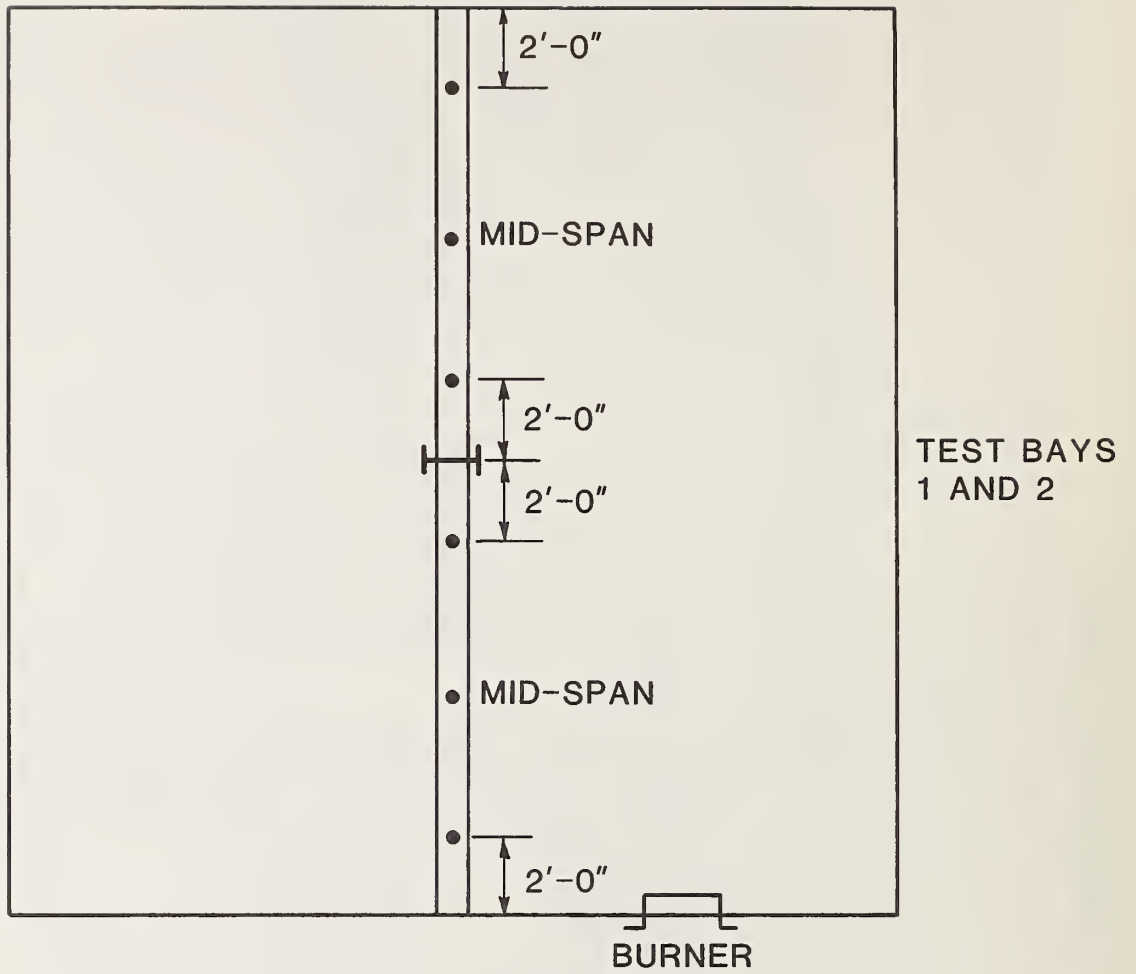 2'-0"
MID-SPAN
2'-0"
TEST BAYS
1 AND 2
2'-0"
MID-SPAN
2'-0"
BURNER